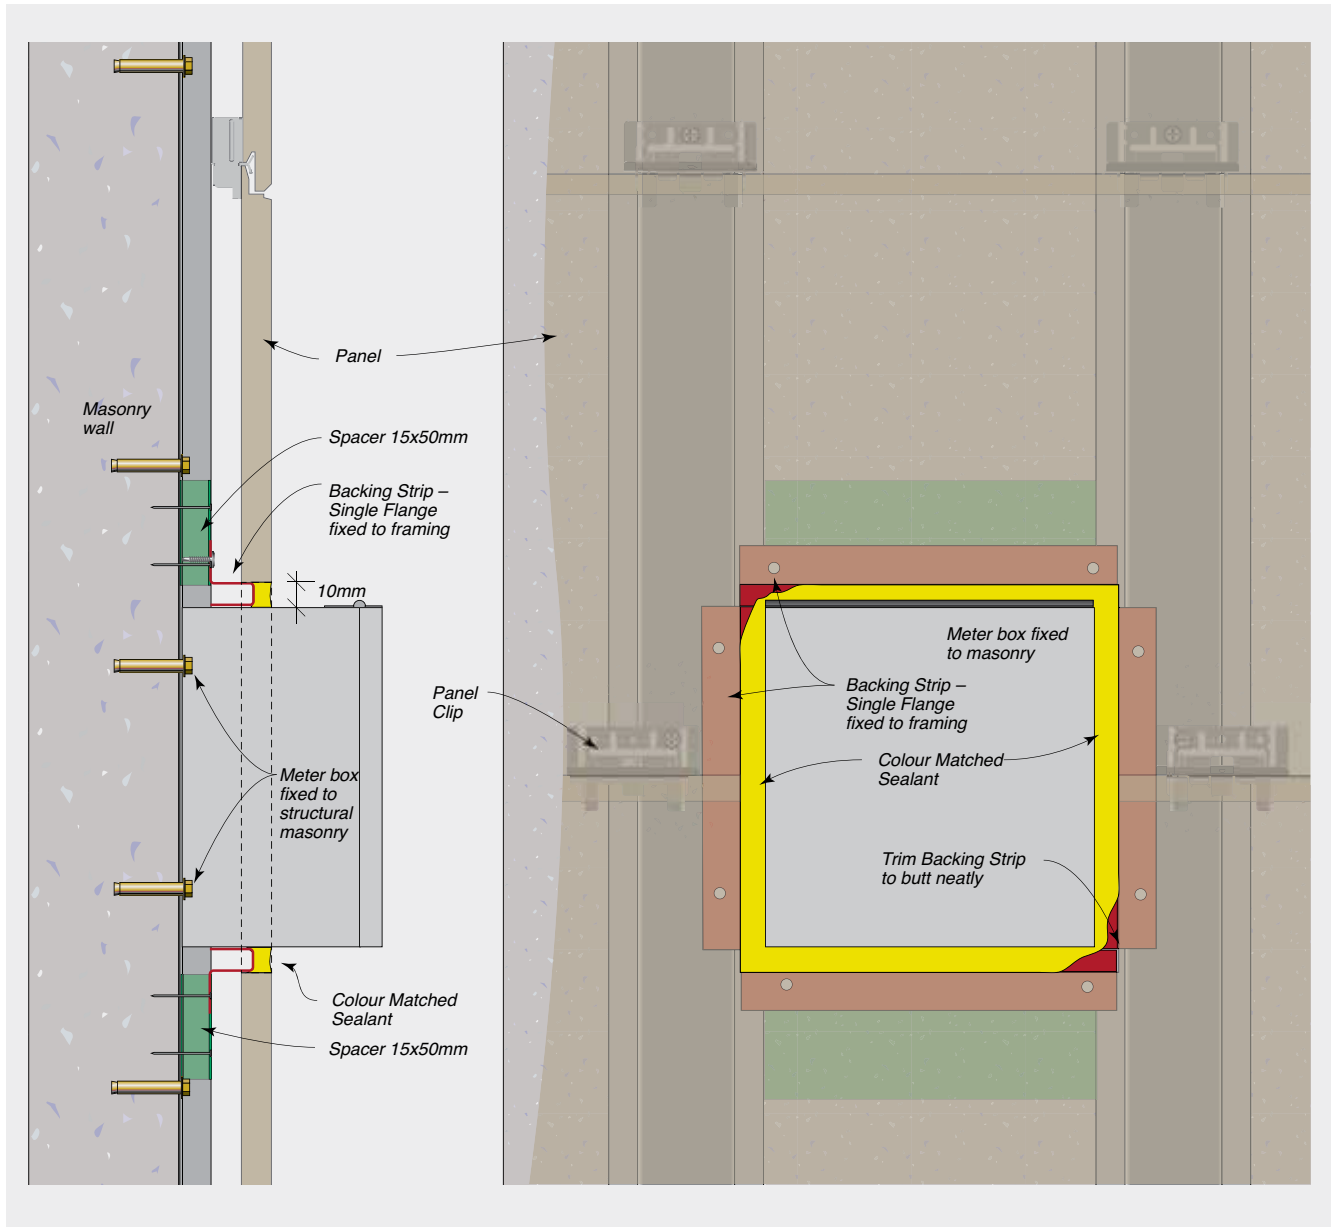 Panel
Masonry
wall
Spacer 15x50mm
Backing Strip –
Single Flange
fixed to framing
10mm
Meter box fixed
to masonry
Panel
Clip
Backing Strip –
Single Flange
fixed to framing
Colour Matched
Sealant
Meter box
fixed to
structural
masonry
Trim Backing Strip
to butt neatly
Colour Matched
Sealant
Spacer 15x50mm